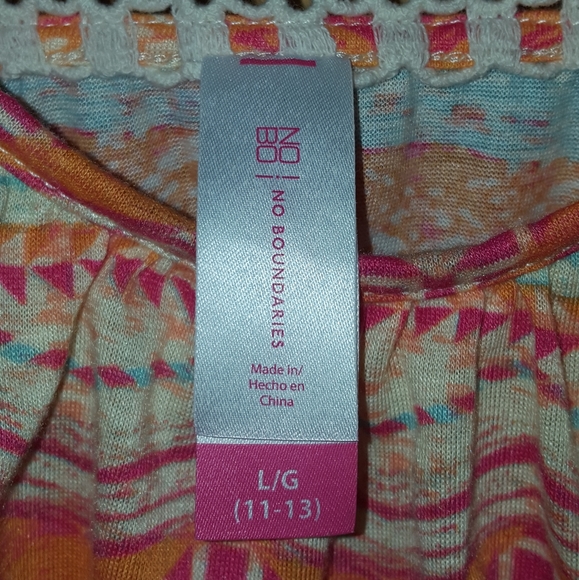 NO
BO
NO BOUNDARIES
Made in/
Hecho en
China
L/G
(11-13)